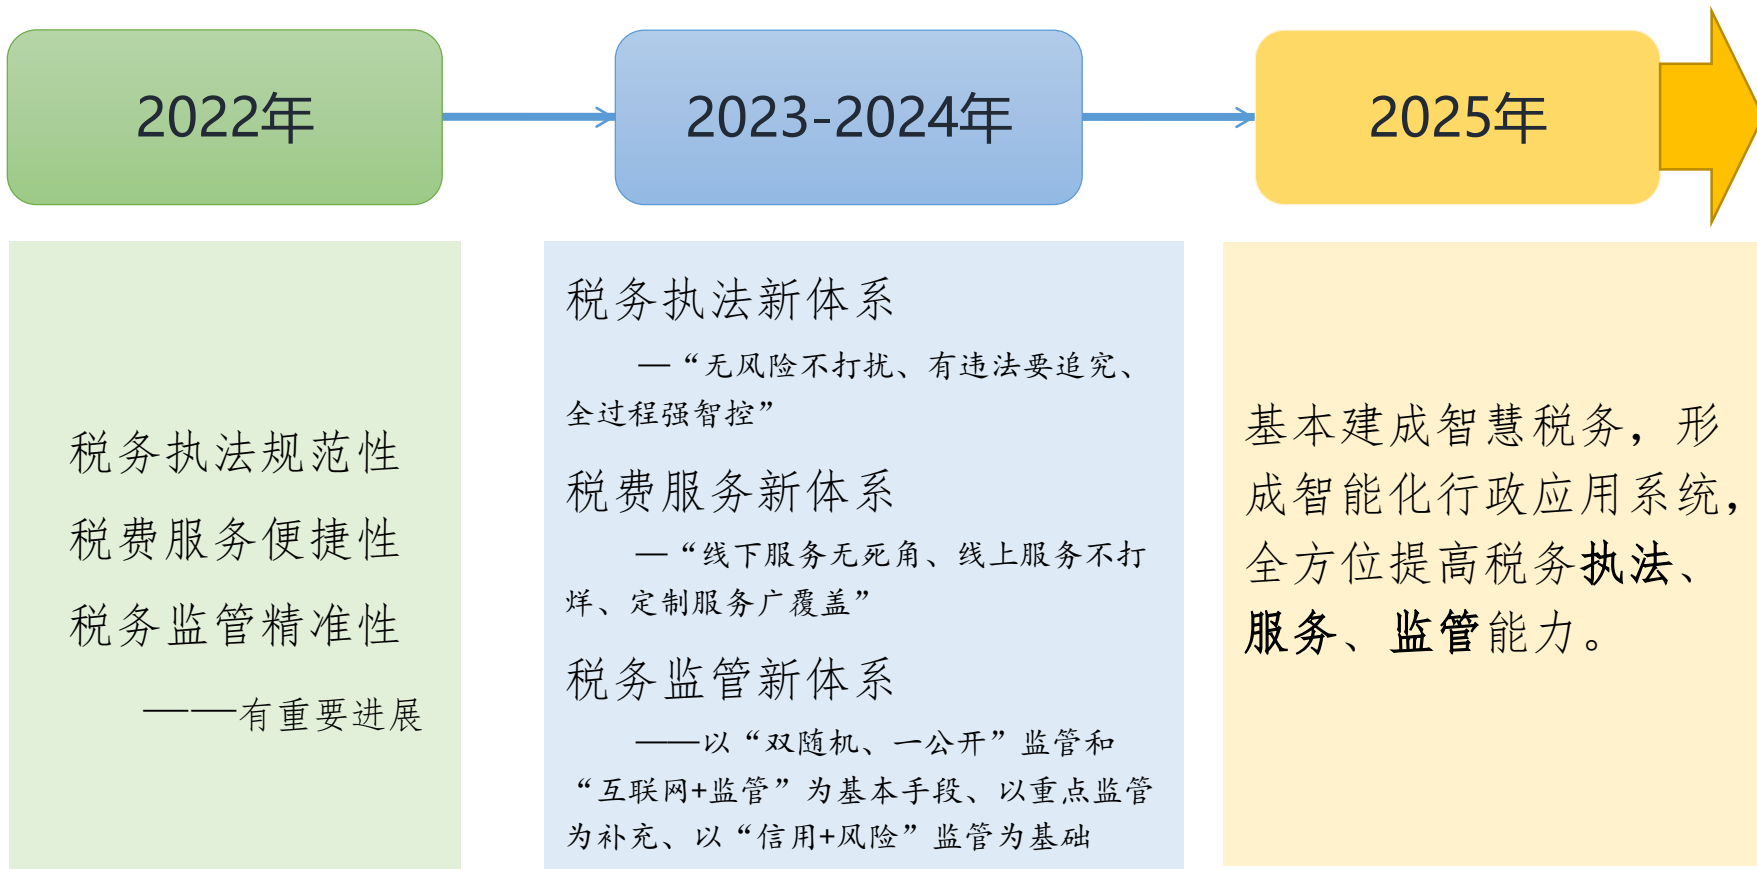 2022年
2023-2024年
2025年
税务执法规范性
税费服务便捷性
税务监管精准性
——有重要进展
税务执法新体系
—“无风险不打扰、有违法要追究、
全过程强智控”
税费服务新体系
—“线下服务无死角、线上服务不打
烊、定制服务广覆盖”
税务监管新体系
——以“双随机、一公开”监管和
“互联网+监管”为基本手段、以重点监管
为补充、以“信用+风险”监管为基础
基本建成智慧税务，形
成智能化行政应用系统，
全方位提高税务执法、
服务、监管能力。